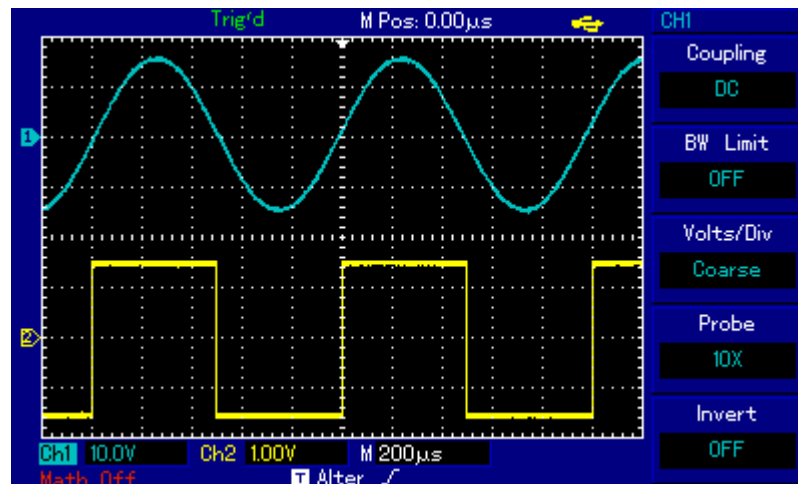 Trig'd M Pos: 0.00μs CH1
Coupling
DC
1
BW Limit
OFF
Volts/Div
Coarse
Probe
2
10X
Invert
OFF
Ch1 10.0V Ch2 1.00V M 200μs
Math Off T Alter